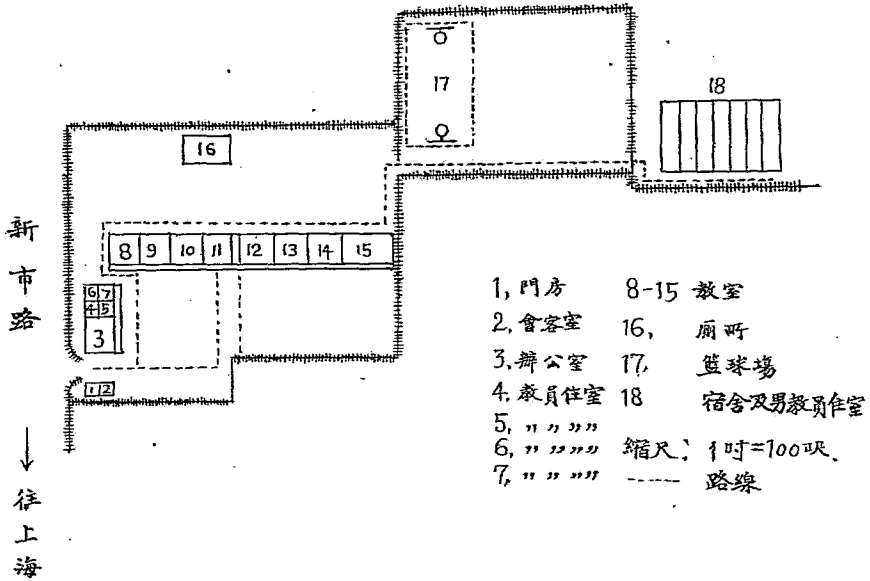 17
18
16
8 9 10 11 12 13 14 15
6 7
4 5
3
1 2
新市路
往上海
1, 門房 8-15 教室
2, 會客室 16, 廁所
3, 辦公室 17, 籃球場
4, 教員住室 18 宿舍及男教員住室
5, " " " "
6, " " " " 縮尺: 1吋=100呎.
7, " " " " ------ 路線